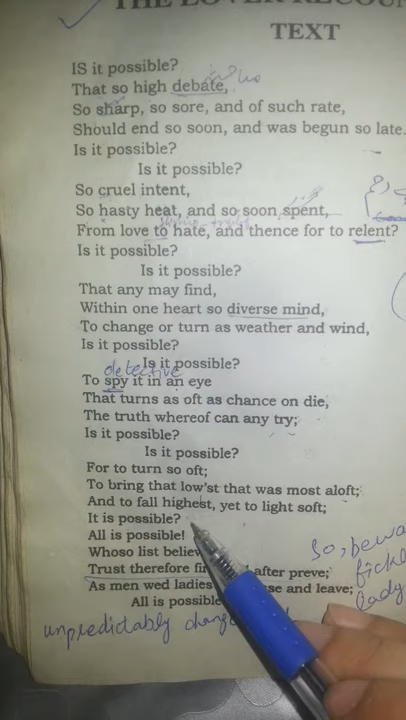 THE LOVER RECOU
TEXT
IS it possible?
That so high debate,
So sharp, so sore, and of such rate,
Should end so soon, and was begun so late.
Is it possible?
Is it possible?
So cruel intent,
So hasty heat, and so soon spent,
From love to hate, and thence for to relent?
Is it possible?
Is it possible?
That any may find,
Within one heart so diverse mind,
To change or turn as weather and wind,
Is it possible?
Is it possible?
detective
To spy it in an eye
That turns as oft as chance on die,
The truth whereof can any try;
Is it possible?
Is it possible?
For to turn so oft;
To bring that low'st that was most aloft;
And to fall highest, yet to light soft;
It is possible?
All is possible!
Whoso list believ
Trust therefore fi after preve;
As men wed ladies se and leave;
All is possible
So, bewa
fickl
lady
unpredictably chang